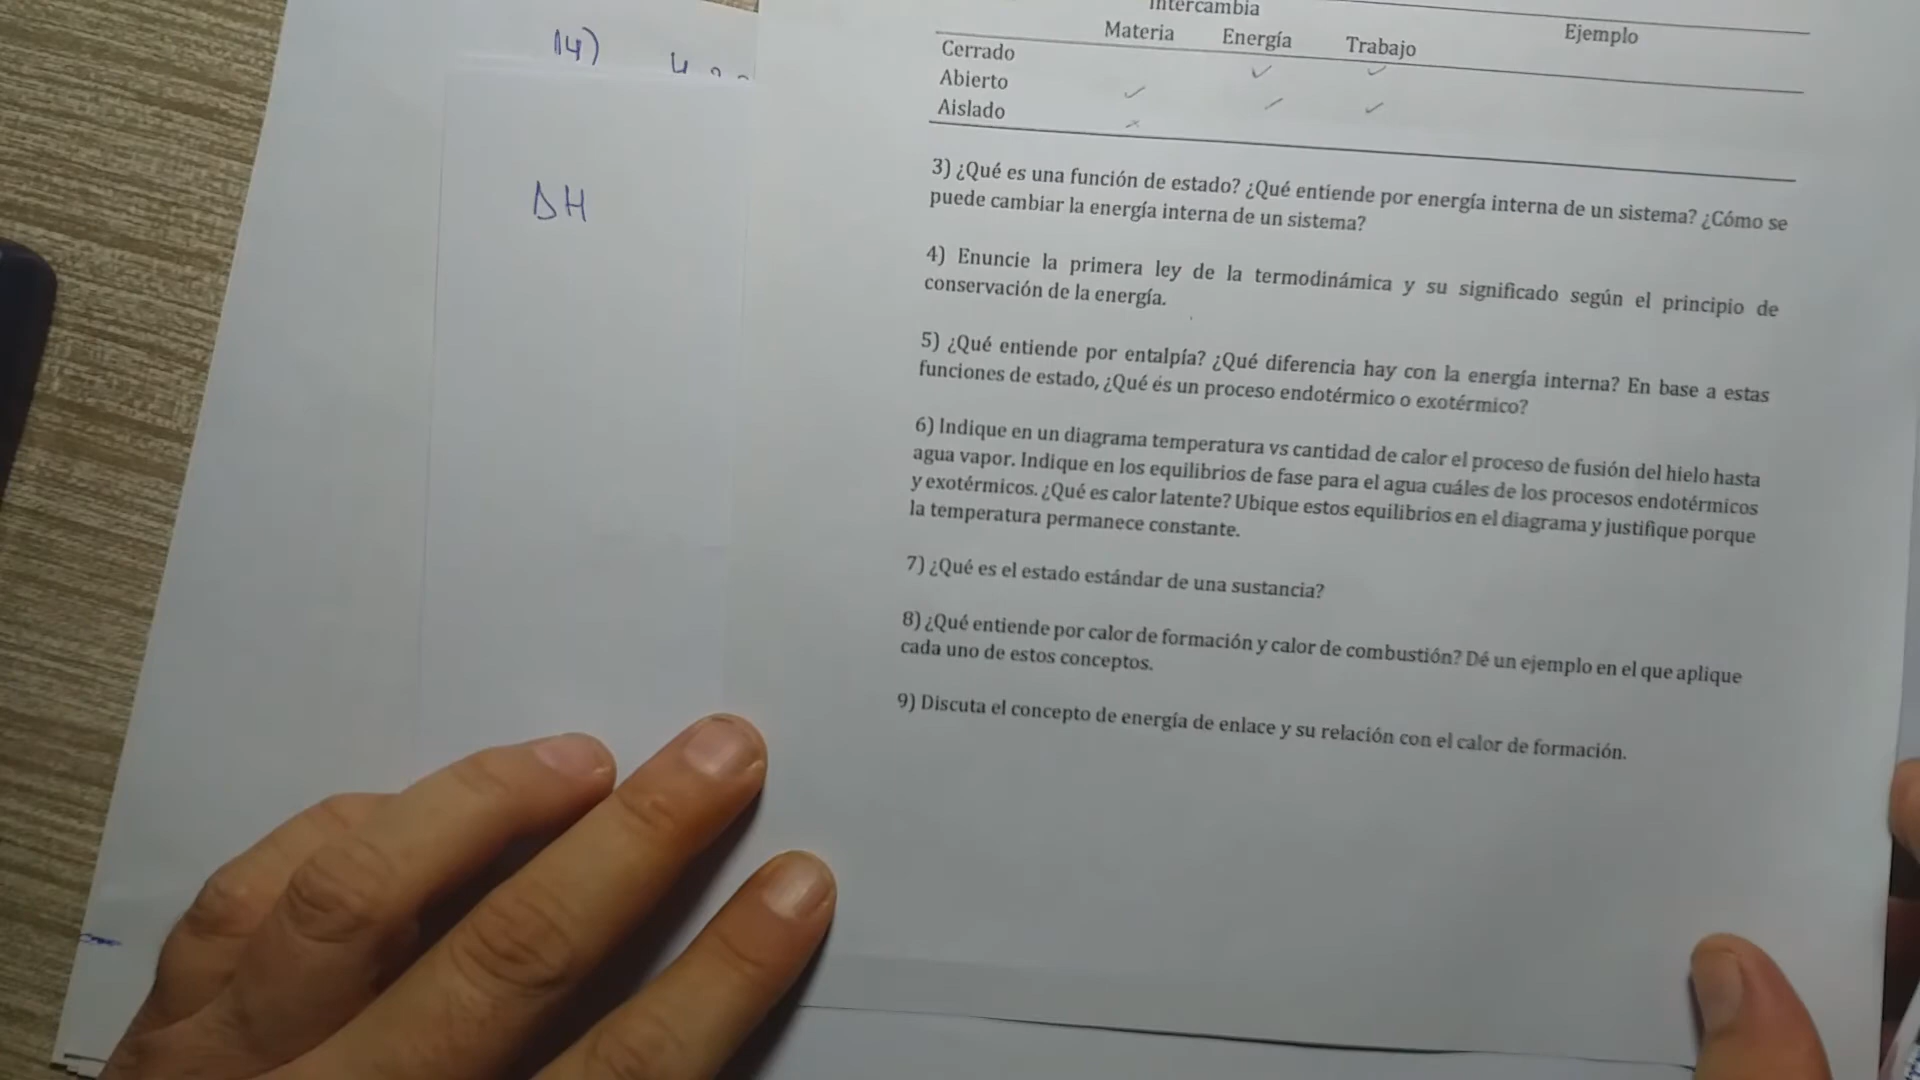 14)
ΔH
Intercambia
Materia Energía Trabajo Ejemplo
Cerrado ✓ ✓
Abierto ✓ ✓ ✓
Aislado ×
3) ¿Qué es una función de estado? ¿Qué entiende por energía interna de un sistema? ¿Cómo se
puede cambiar la energía interna de un sistema?
4) Enuncie la primera ley de la termodinámica y su significado según el principio de
conservación de la energía.
5) ¿Qué entiende por entalpía? ¿Qué diferencia hay con la energía interna? En base a estas
funciones de estado, ¿Qué és un proceso endotérmico o exotérmico?
6) Indique en un diagrama temperatura vs cantidad de calor el proceso de fusión del hielo hasta
agua vapor. Indique en los equilibrios de fase para el agua cuáles de los procesos endotérmicos
y exotérmicos. ¿Qué es calor latente? Ubique estos equilibrios en el diagrama y justifique porque
la temperatura permanece constante.
7) ¿Qué es el estado estándar de una sustancia?
8) ¿Qué entiende por calor de formación y calor de combustión? Dé un ejemplo en el que aplique
cada uno de estos conceptos.
9) Discuta el concepto de energía de enlace y su relación con el calor de formación.